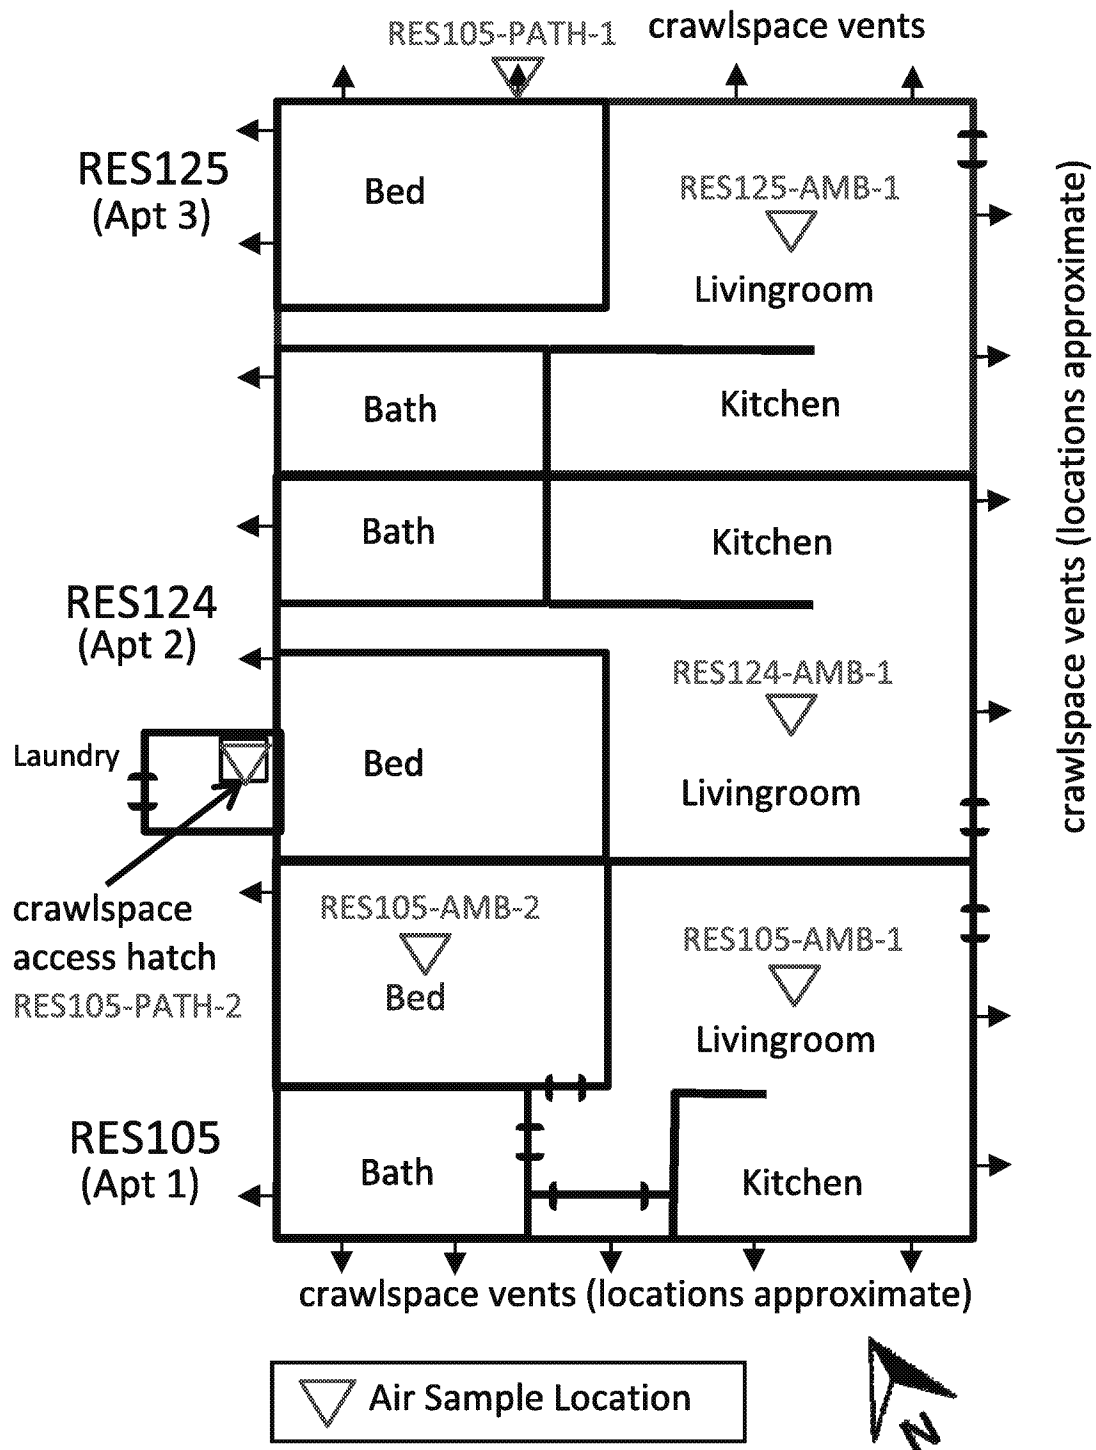 RES105-PATH-1
crawlspace vents
RES125
(Apt 3)
Bed
RES125-AMB-1
Livingroom
Bath
Kitchen
crawlspace vents (locations approximate)
Bath
Kitchen
RES124
(Apt 2)
RES124-AMB-1
Laundry
Bed
Livingroom
crawlspace
access hatch
RES105-PATH-2
RES105-AMB-2
Bed
RES105-AMB-1
Livingroom
RES105
(Apt 1)
Bath
Kitchen
crawlspace vents (locations approximate)
Air Sample Location
N